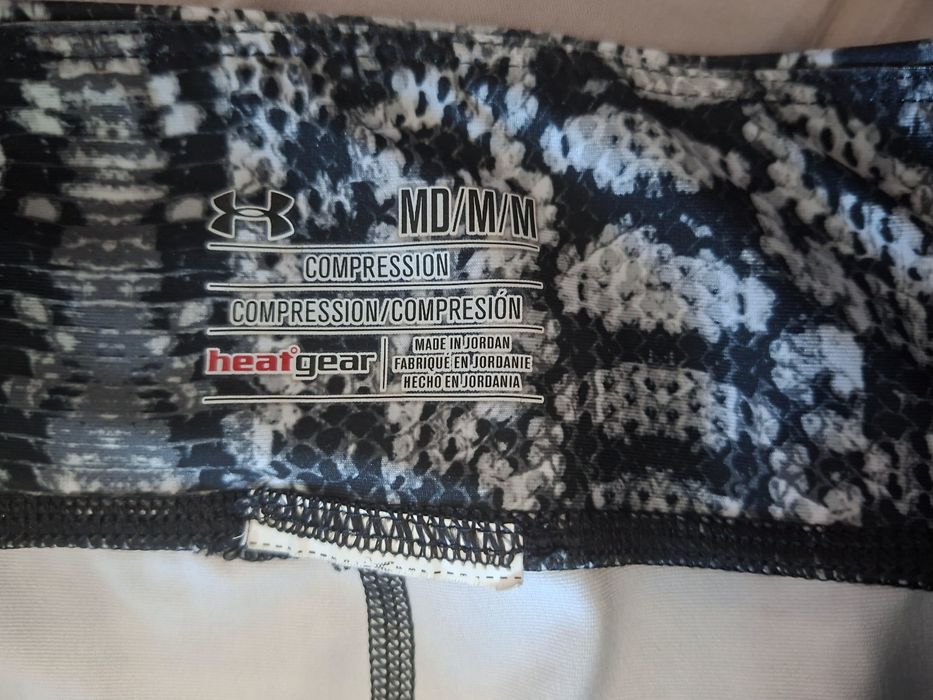 MD/M/M
COMPRESSION
COMPRESSION/COMPRESIÓN
heatgear
MADE IN JORDAN
FABRIQUÉ EN JORDANIE
HECHO EN JORDANIA